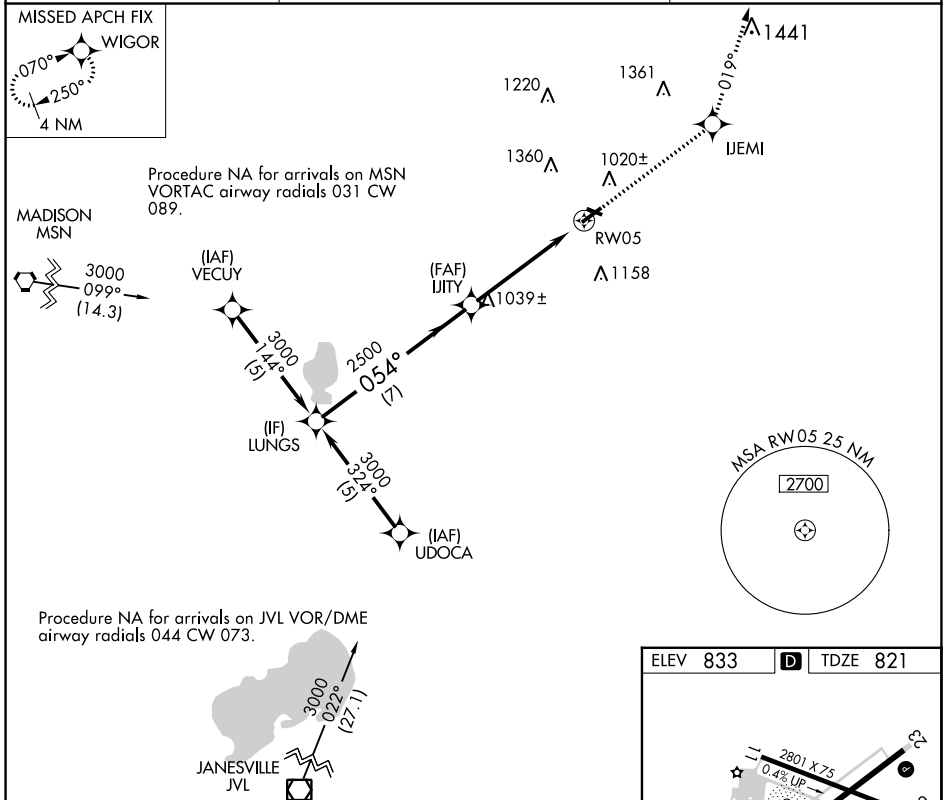 MISSED APCH FIX
WIGOR
070°
250°
4 NM
1441
019°
1220
1361
IJEMI
1360
1020±
Procedure NA for arrivals on MSN
VORTAC airway radials 031 CW
089.
MADISON
MSN
3000
099°
(14.3)
(IAF)
VECUY
RW05
(FAF)
IJITY
1158
1039±
3000
144°
(5)
2500
054°
(7)
(IF)
LUNGS
3000
324°
(5)
(IAF)
UDOCA
MSA RW05 25 NM
2700
Procedure NA for arrivals on JVL VOR/DME
airway radials 044 CW 073.
3000
022°
(27.1)
JANESVILLE
JVL
ELEV 833
D
TDZE 821
11
2801 X 75
0.4% UP
23
P